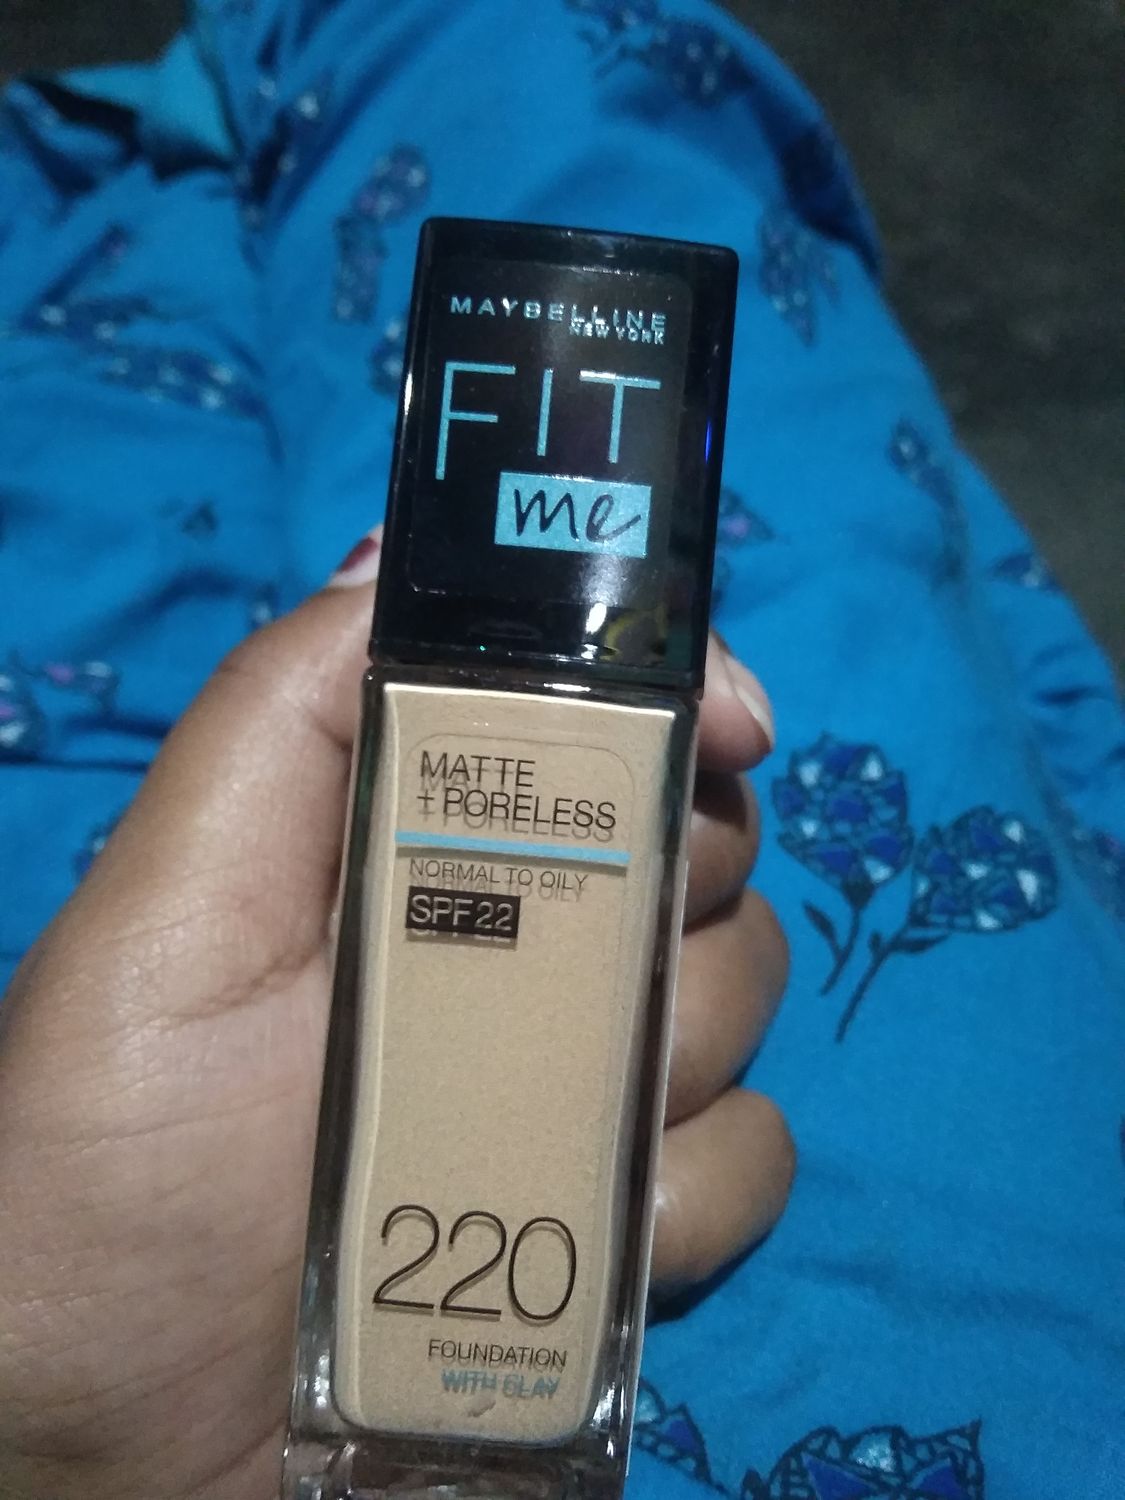 MAYBELLINE
NEW YORK
FIT
me
MATTE
+ PORELESS
NORMAL TO OILY
SPF 22
220
FOUNDATION
WITH CLAY